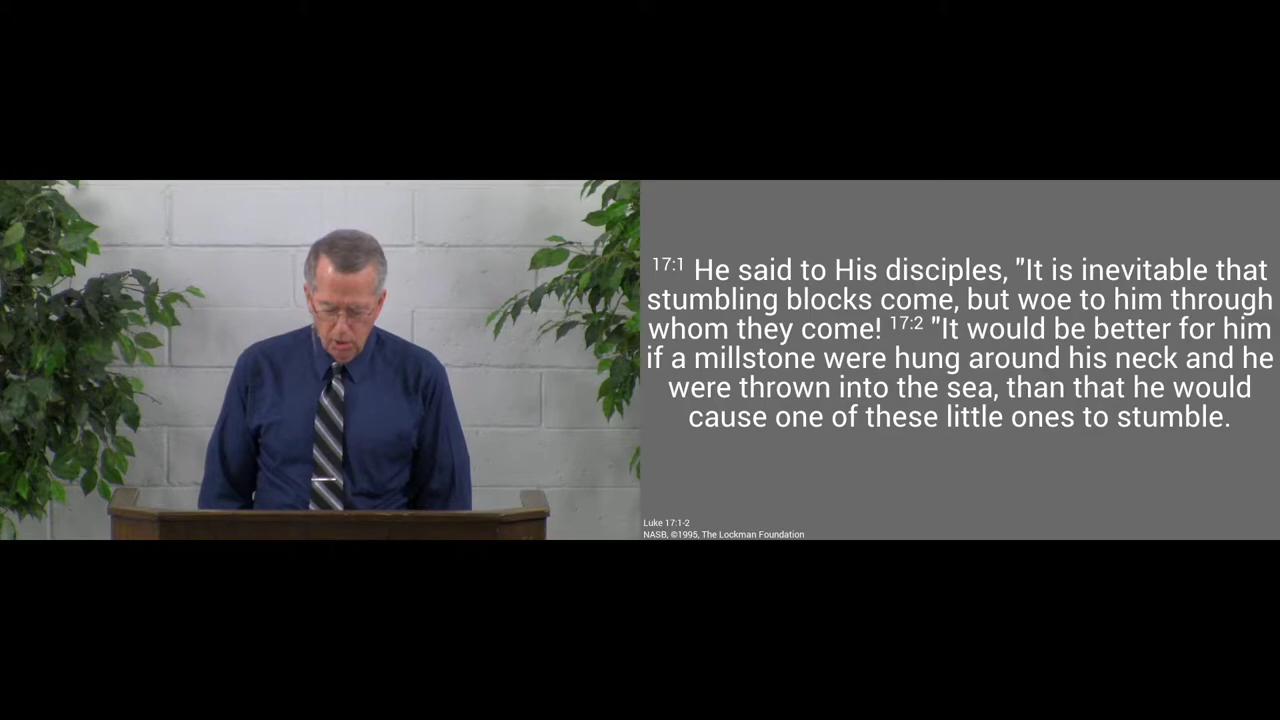 17:1 He said to His disciples, "It is inevitable that
stumbling blocks come, but woe to him through
whom they come! 17:2 "It would be better for him
if a millstone were hung around his neck and he
were thrown into the sea, than that he would
cause one of these little ones to stumble.
Luke 17:1-2
NASB, ©1995, The Lockman Foundation